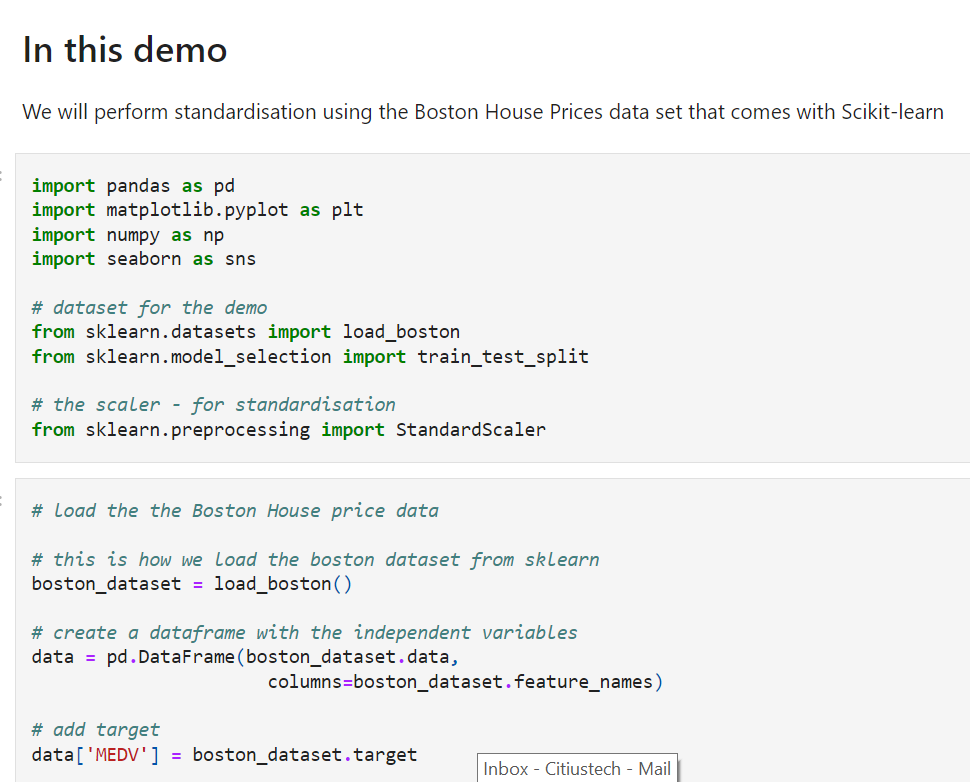 In this demo
We will perform standardisation using the Boston House Prices data set that comes with Scikit-learn
import pandas as pd
import matplotlib.pyplot as plt
import numpy as np
import seaborn as sns
# dataset for the demo
from sklearn.datasets import load_boston
from sklearn.model_selection import train_test_split
# the scaler - for standardisation
from sklearn.preprocessing import StandardScaler
# load the the Boston House price data
# this is how we load the boston dataset from sklearn
boston_dataset = load_boston()
# create a dataframe with the independent variables
data = pd.DataFrame(boston_dataset.data,
                      columns=boston_dataset.feature_names)
# add target
data['MEDV'] = boston_dataset.target
Inbox - Citiustech - Mail